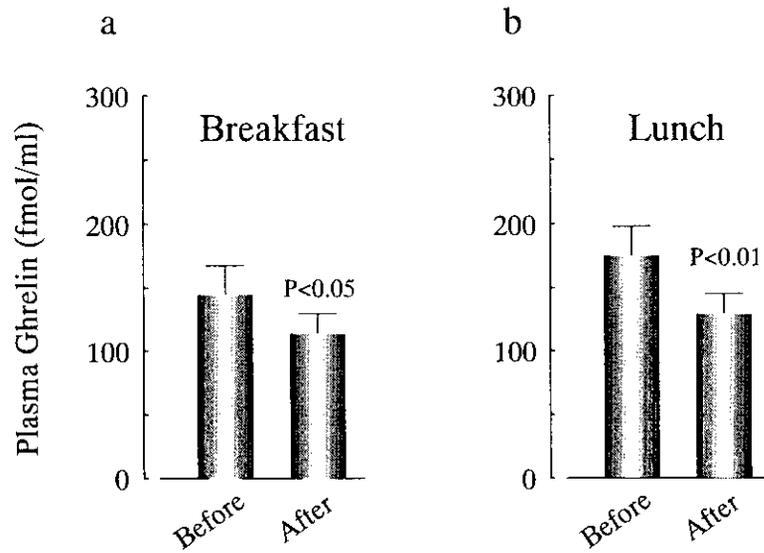 a
Plasma Ghrelin (fmol/ml)
300
200
100
0
Breakfast
P<0.05
Before
After
b
300
200
100
0
Lunch
P<0.01
Before
After